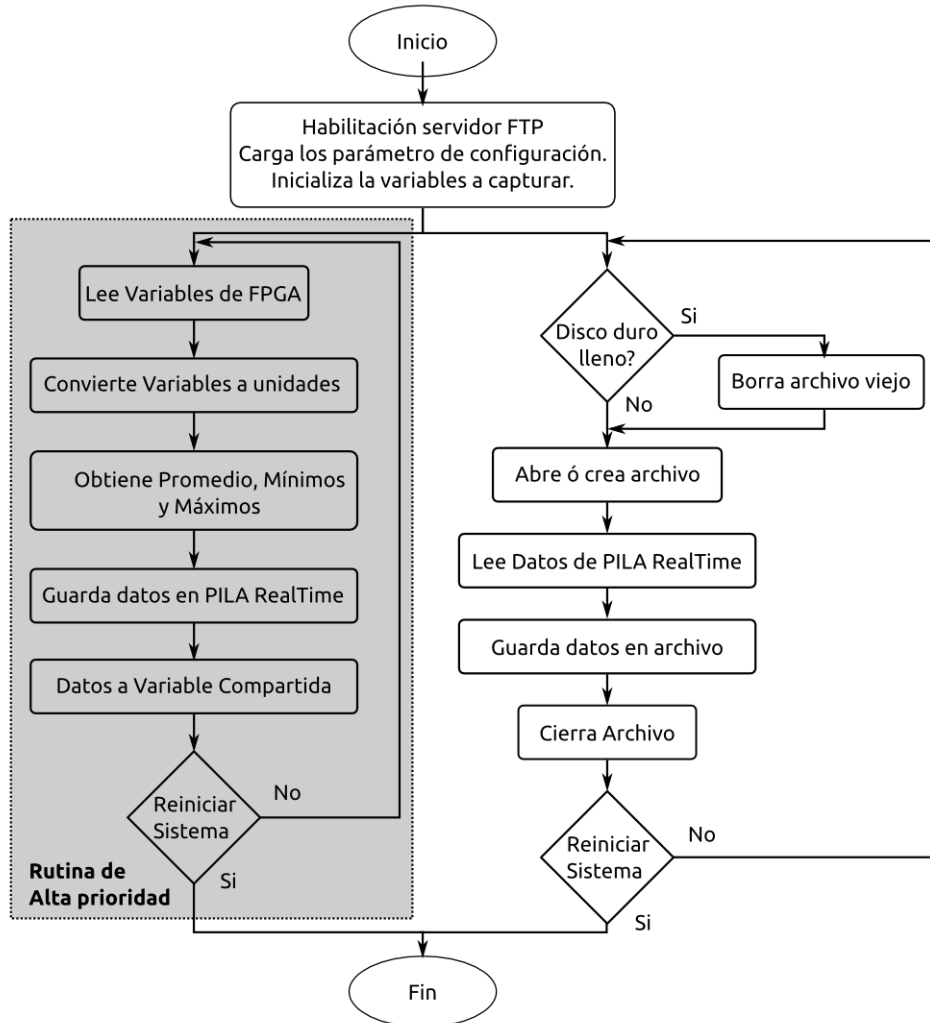 Inicio
Habilitación servidor FTP
Carga los parámetro de configuración.
Inicializa la variables a capturar.
Lee Variables de FPGA
Convierte Variables a unidades
Obtiene Promedio, Mínimos
y Máximos
Guarda datos en PILA RealTime
Datos a Variable Compartida
Reiniciar
Sistema
No
Si
Rutina de
Alta prioridad
Disco duro
lleno?
Si
Borra archivo viejo
No
Abre ó crea archivo
Lee Datos de PILA RealTime
Guarda datos en archivo
Cierra Archivo
Reiniciar
Sistema
No
Si
Fin